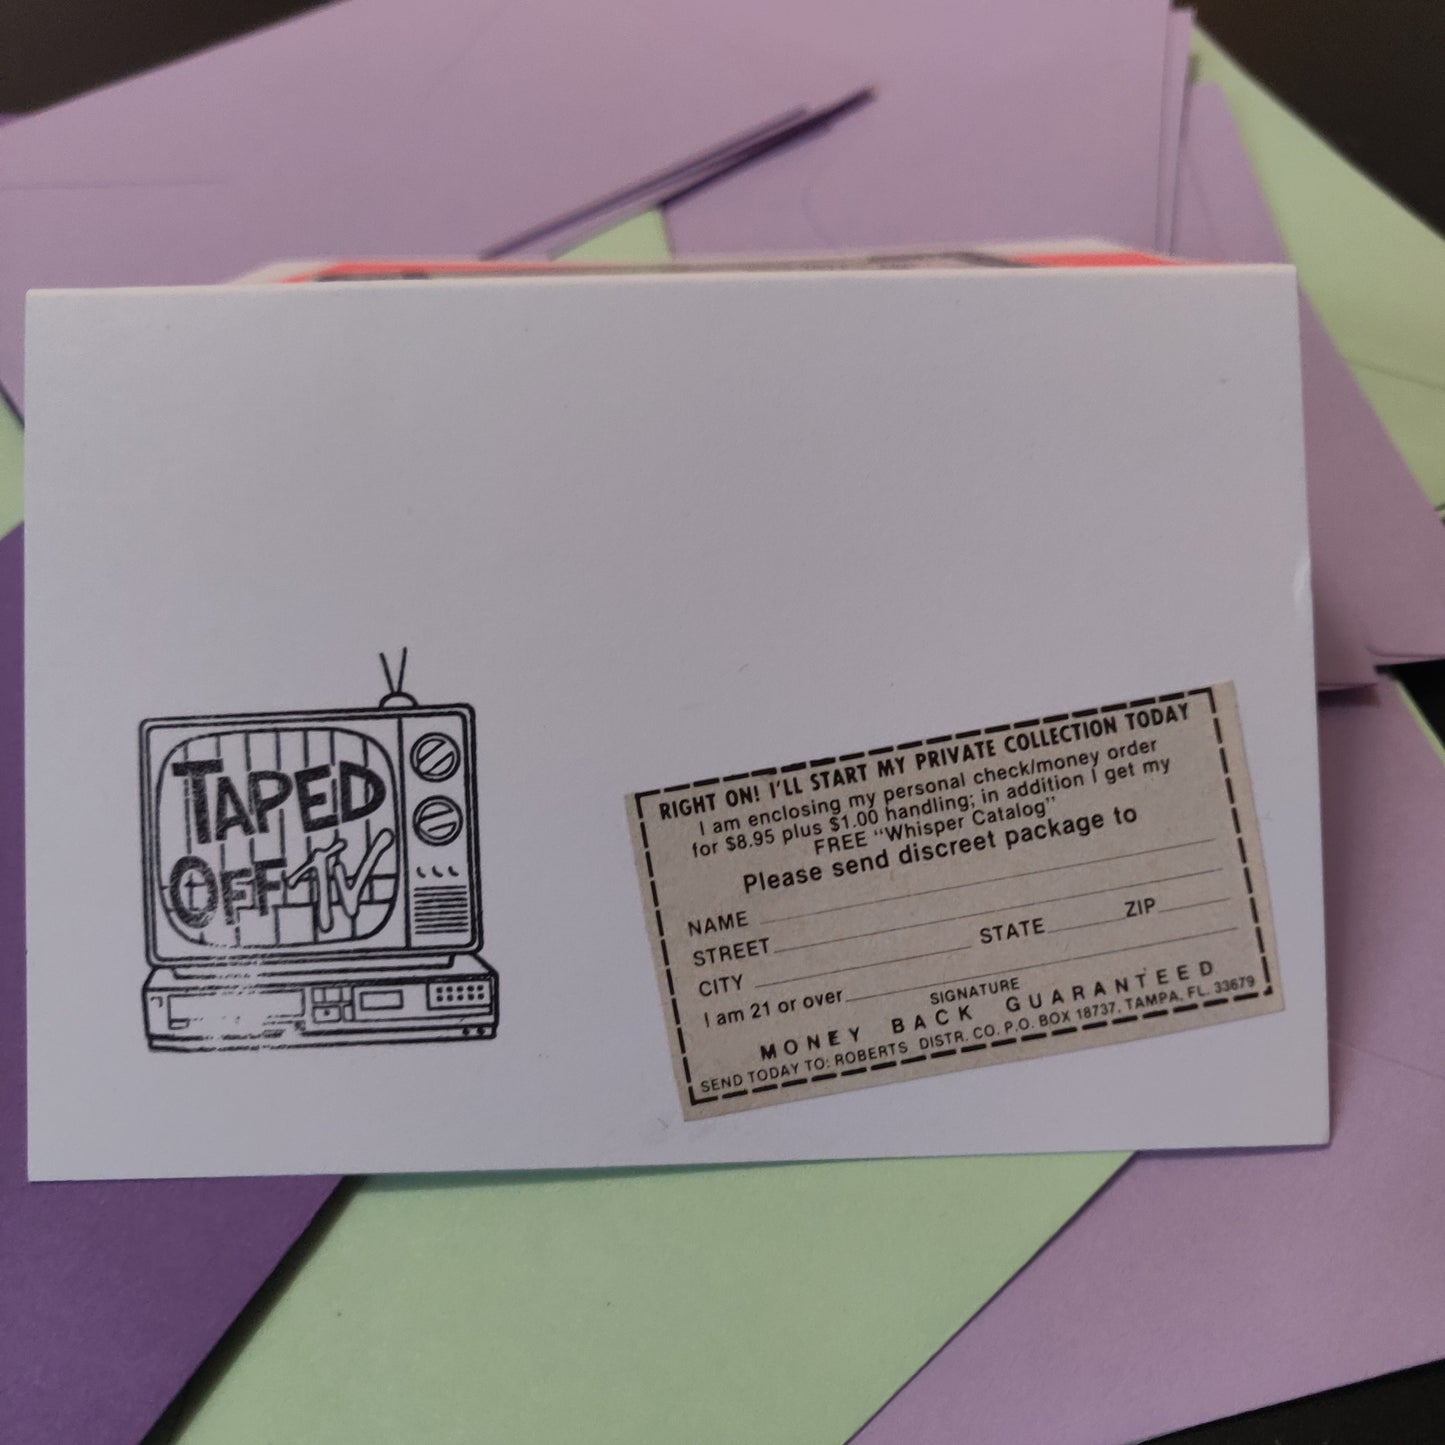 TAPED
OFF TV
RIGHT ON! I'LL START MY PRIVATE COLLECTION TODAY
I am enclosing my personal check/money order
for $8.95 plus $1.00 handling; in addition I get my
FREE "Whisper Catalog"
Please send discreet package to
NAME
STREET
CITY STATE ZIP
I am 21 or over
SIGNATURE
MONEY BACK GUARANTEED
SEND TODAY TO: ROBERTS DISTR. CO. P.O. BOX 18737, TAMPA, FL. 33679